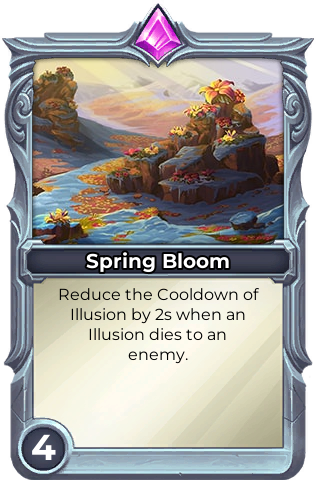 Spring Bloom
Reduce the Cooldown of
Illusion by 2s when an
Illusion dies to an
enemy.
4